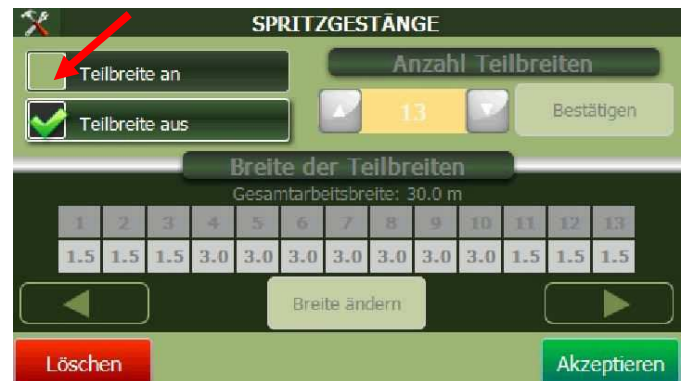 SPRITZGESTÄNGE
Teilbreite an
Anzahl Teilbreiten
Teilbreite aus
13
Bestätigen
Breite der Teilbreiten
Gesamtarbeitsbreite: 30.0 m
1 2 3 4 5 6 7 8 9 10 11 12 13
1.5 1.5 1.5 3.0 3.0 3.0 3.0 3.0 3.0 3.0 1.5 1.5 1.5
Breite ändern
Löschen
Akzeptieren